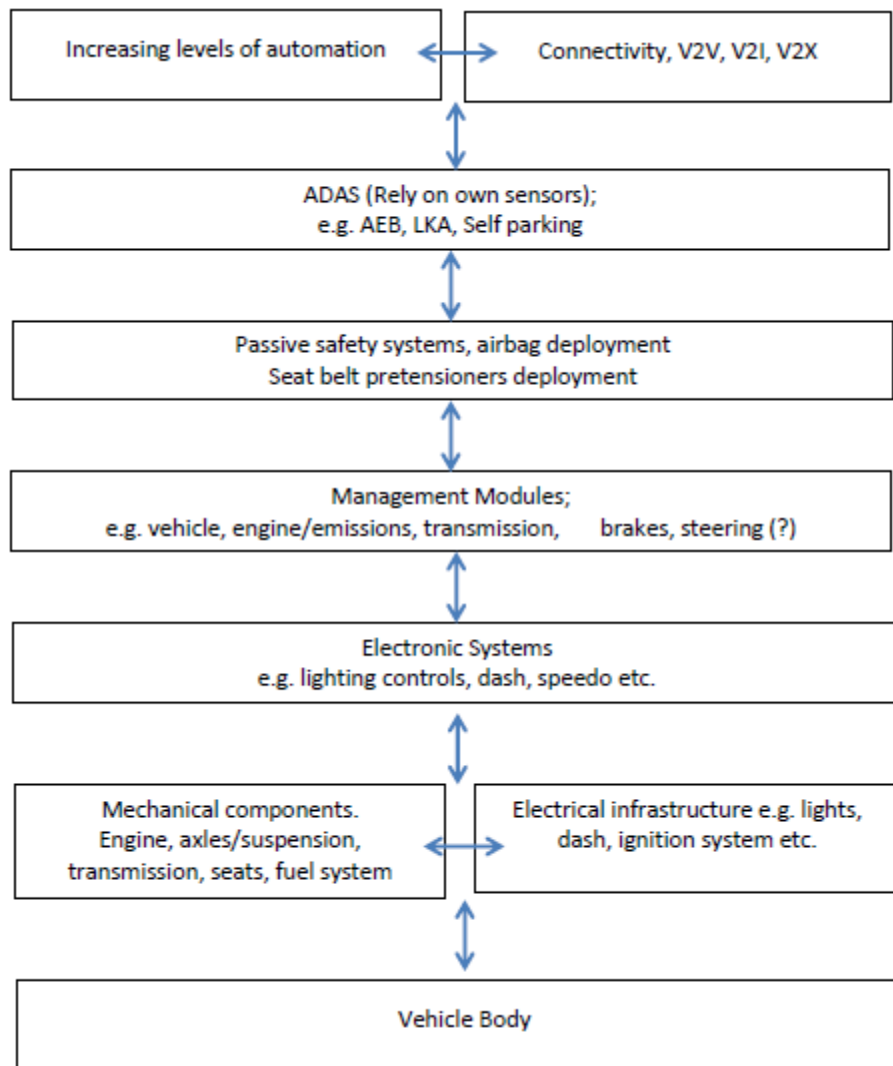 Increasing levels of automation
Connectivity, V2V, V2I, V2X
ADAS (Rely on own sensors);
e.g. AEB, LKA, Self parking
Passive safety systems, airbag deployment
Seat belt pretensioners deployment
Management Modules;
e.g. vehicle, engine/emissions, transmission, brakes, steering (?)
Electronic Systems
e.g. lighting controls, dash, speedo etc.
Mechanical components.
Engine, axles/suspension,
transmission, seats, fuel system
Electrical infrastructure e.g. lights,
dash, ignition system etc.
Vehicle Body